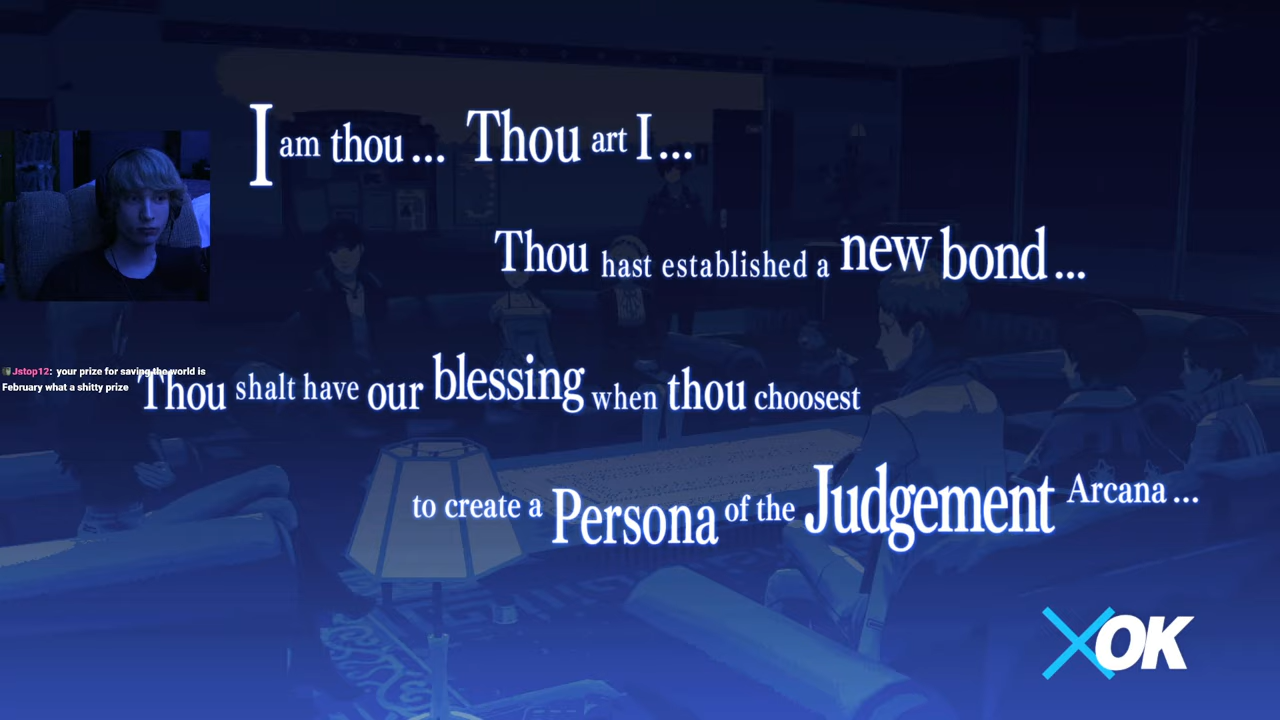 I am thou... Thou art I...
Thou hast established a new bond...
Jstop12: your prize for saving the world is
February what a shitty prize
Thou shalt have our blessing when thou choosest
to create a Persona of the Judgement Arcana...
OK